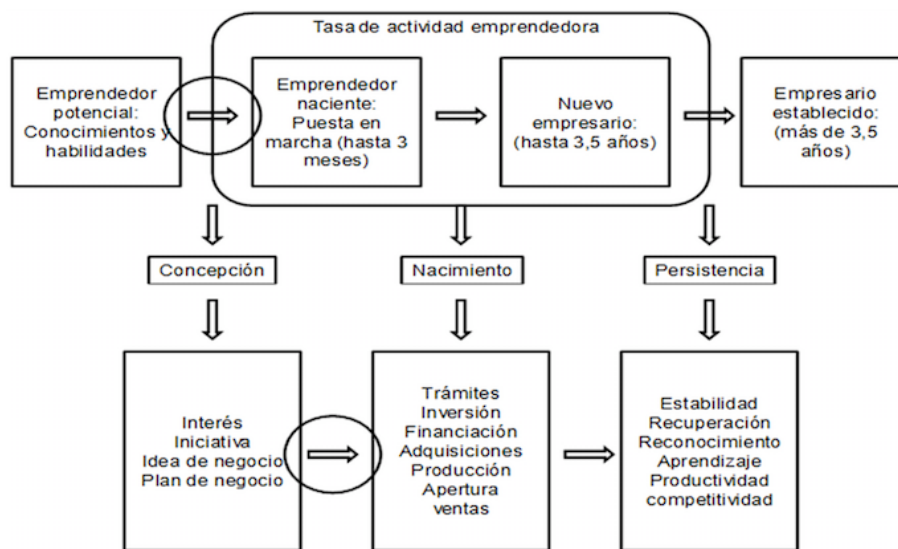 Tasa de actividad emprendedora
Emprendedor
potencial:
Conocimientos y
habilidades
Emprendedor
naciente:
Puesta en
marcha (hasta 3
meses)
Nuevo
empresario:
(hasta 3,5 años)
Empresario
establecido:
(más de 3,5
años)
Concepción
Nacimiento
Persistencia
Interés
Iniciativa
Idea de negocio
Plan de negocio
Trámites
Inversión
Financiación
Adquisiciones
Producción
Apertura
ventas
Estabilidad
Recuperación
Reconocimiento
Aprendizaje
Productividad
competitividad